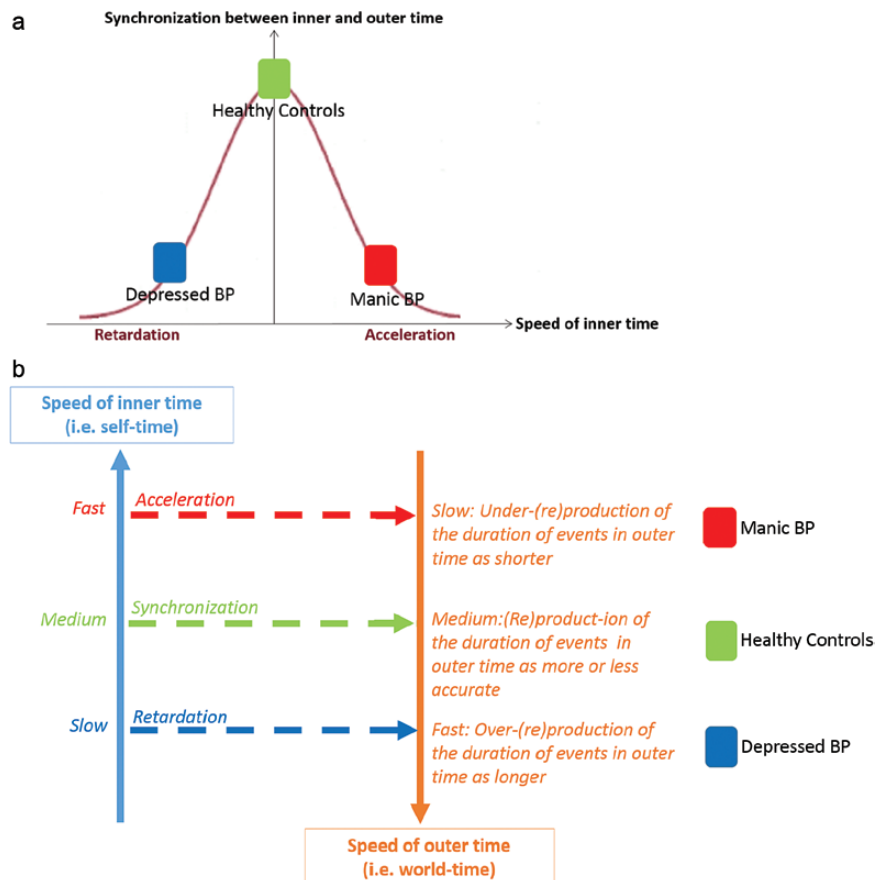 a
Synchronization between inner and outer time
Healthy Controls
Depressed BP
Manic BP
Retardation
Acceleration
Speed of inner time
b
Speed of inner time
(i.e. self-time)
Fast
Acceleration
Slow: Under-(re)production of
the duration of events in outer
time as shorter
Manic BP
Medium
Synchronization
Medium:(Re)product-ion of
the duration of events in
outer time as more or less
accurate
Healthy Controls
Slow
Retardation
Fast: Over-(re)production of
the duration of events in outer
time as longer
Depressed BP
Speed of outer time
(i.e. world-time)